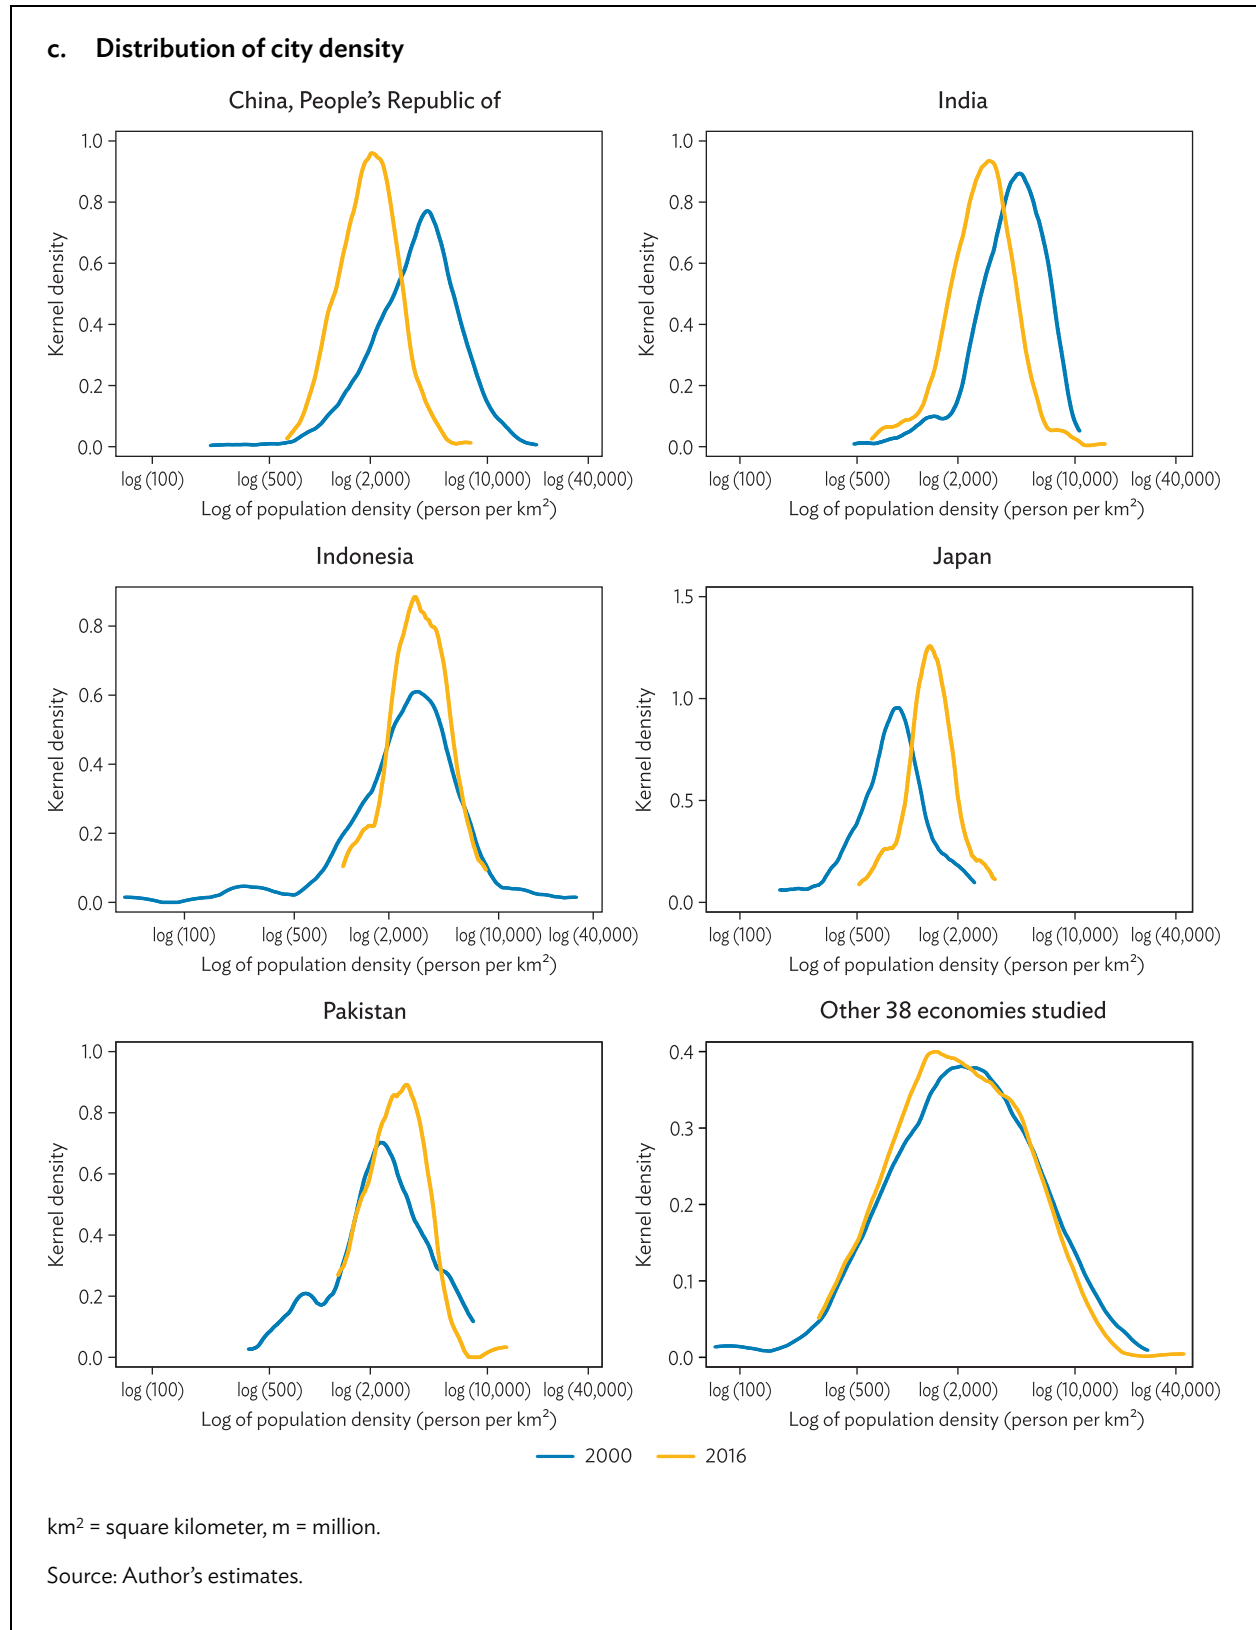 c. Distribution of city density
China, People's Republic of
1.0
0.8
0.6
0.4
0.2
0.0
Kernel density
log (100) log (500) log (2,000) log (10,000) log (40,000)
Log of population density (person per km²)
India
1.0
0.8
0.6
0.4
0.2
0.0
Kernel density
log (100) log (500) log (2,000) log (10,000) log (40,000)
Log of population density (person per km²)
Indonesia
0.8
0.6
0.4
0.2
0.0
Kernel density
log (100) log (500) log (2,000) log (10,000) log (40,000)
Log of population density (person per km²)
Japan
1.5
1.0
0.5
0.0
Kernel density
log (100) log (500) log (2,000) log (10,000) log (40,000)
Log of population density (person per km²)
Pakistan
1.0
0.8
0.6
0.4
0.2
0.0
Kernel density
log (100) log (500) log (2,000) log (10,000) log (40,000)
Log of population density (person per km²)
Other 38 economies studied
0.4
0.3
0.2
0.1
0.0
Kernel density
log (100) log (500) log (2,000) log (10,000) log (40,000)
Log of population density (person per km²)
2000 2016
km² = square kilometer, m = million.
Source: Author's estimates.